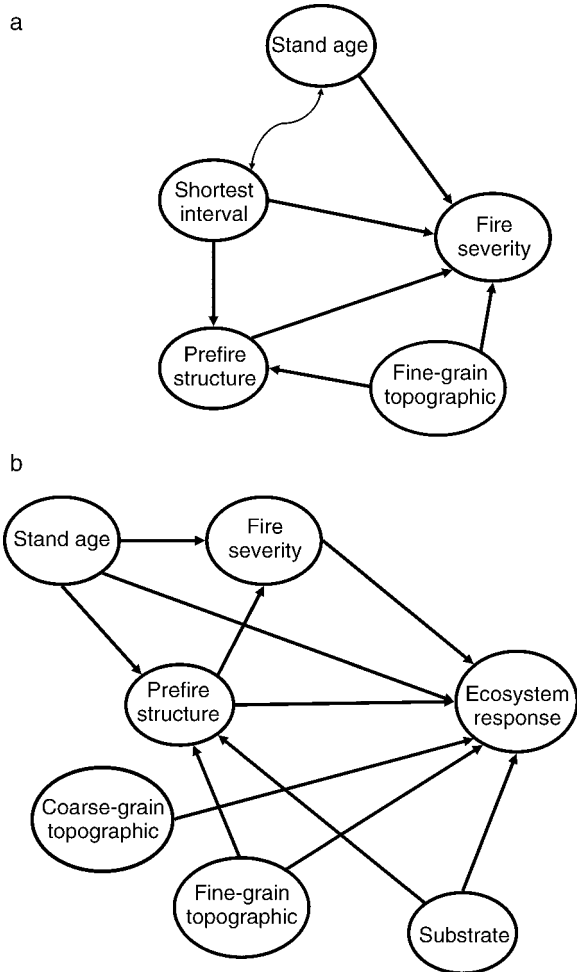 a
Stand age
Shortest
interval
Fire
severity
Prefire
structure
Fine-grain
topographic
b
Stand age
Fire
severity
Prefire
structure
Ecosystem
response
Coarse-grain
topographic
Fine-grain
topographic
Substrate